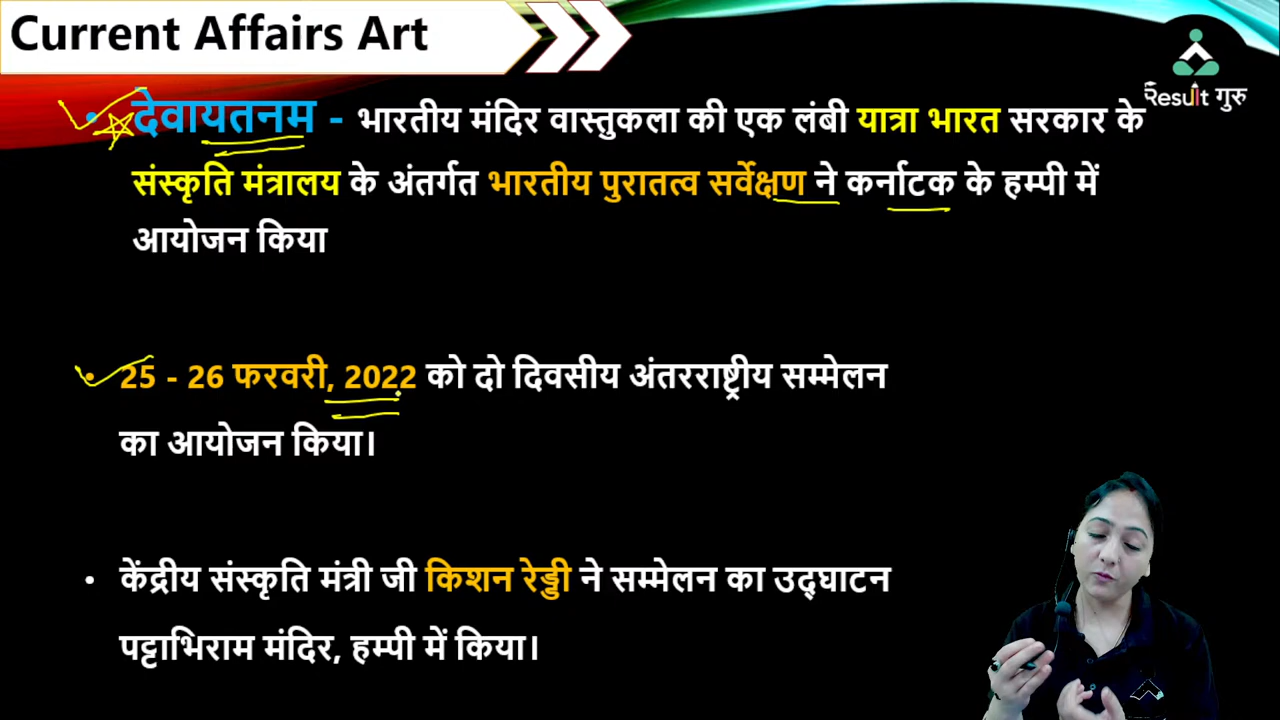 Current Affairs Art
Result गुरु
• देवायतनम - भारतीय मंदिर वास्तुकला की एक लंबी यात्रा भारत सरकार के
संस्कृति मंत्रालय के अंतर्गत भारतीय पुरातत्व सर्वेक्षण ने कर्नाटक के हम्पी में
आयोजन किया
• 25 - 26 फरवरी, 2022 को दो दिवसीय अंतरराष्ट्रीय सम्मेलन
का आयोजन किया।
• केंद्रीय संस्कृति मंत्री जी किशन रेड्डी ने सम्मेलन का उद्घाटन
पट्टाभिराम मंदिर, हम्पी में किया।